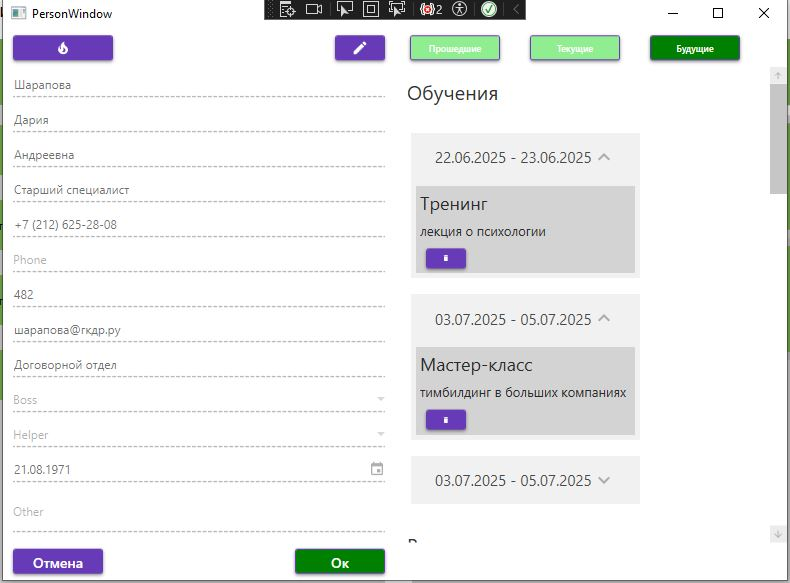 PersonWindow
2
Прошедшие
Текущие
Будущие
Шарапова
Дария
Андреевна
Старший специалист
+7 (212) 625-28-08
Phone
482
шарапова@гкдр.ру
Договорной отдел
Boss
Helper
21.08.1971
Other
Отмена
Ок
Обучения
22.06.2025 - 23.06.2025
Тренинг
лекция о психологии
03.07.2025 - 05.07.2025
Мастер-класс
тимбилдинг в больших компаниях
03.07.2025 - 05.07.2025